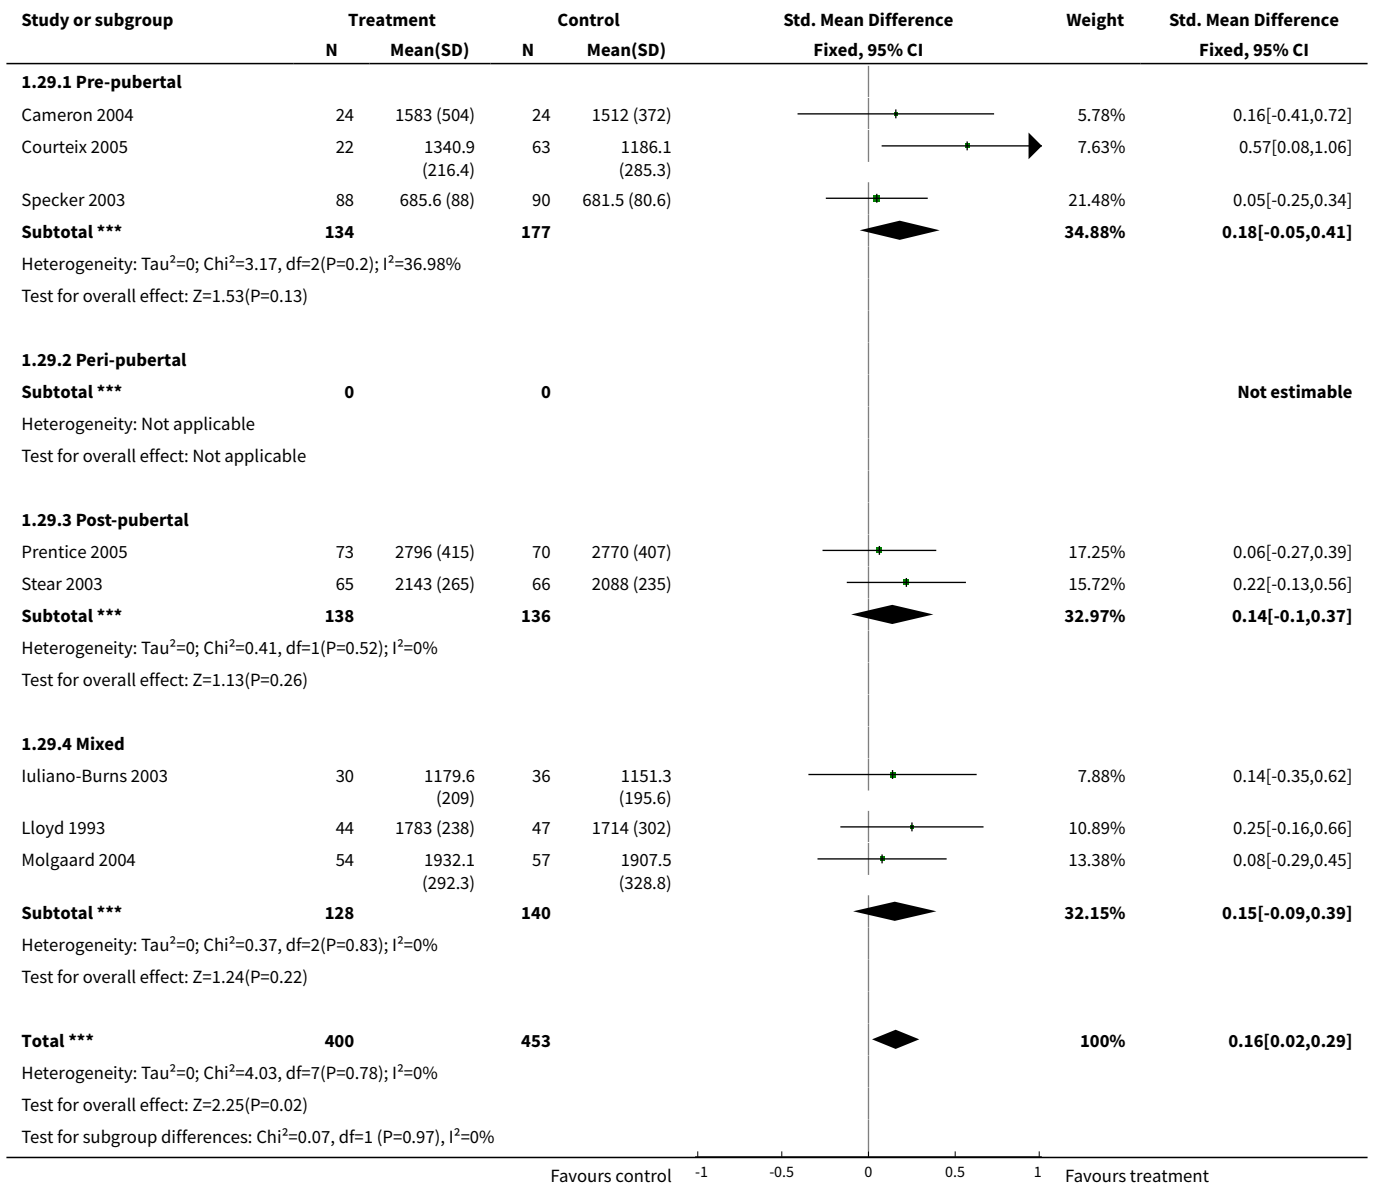 Study or subgroup Treatment Control Std. Mean Difference Weight Std. Mean Difference
N Mean(SD) N Mean(SD) Fixed, 95% CI Fixed, 95% CI
1.29.1 Pre-pubertal
Cameron 2004 24 1583 (504) 24 1512 (372) 5.78% 0.16[-0.41,0.72]
Courteix 2005 22 1340.9 63 1186.1 7.63% 0.57[0.08,1.06]
(216.4) (285.3)
Specker 2003 88 685.6 (88) 90 681.5 (80.6) 21.48% 0.05[-0.25,0.34]
Subtotal *** 134 177 34.88% 0.18[-0.05,0.41]
Heterogeneity: Tau²=0; Chi²=3.17, df=2(P=0.2); I²=36.98%
Test for overall effect: Z=1.53(P=0.13)
1.29.2 Peri-pubertal
Subtotal *** 0 0 Not estimable
Heterogeneity: Not applicable
Test for overall effect: Not applicable
1.29.3 Post-pubertal
Prentice 2005 73 2796 (415) 70 2770 (407) 17.25% 0.06[-0.27,0.39]
Stear 2003 65 2143 (265) 66 2088 (235) 15.72% 0.22[-0.13,0.56]
Subtotal *** 138 136 32.97% 0.14[-0.1,0.37]
Heterogeneity: Tau²=0; Chi²=0.41, df=1(P=0.52); I²=0%
Test for overall effect: Z=1.13(P=0.26)
1.29.4 Mixed
Iuliano-Burns 2003 30 1179.6 36 1151.3 7.88% 0.14[-0.35,0.62]
(209) (195.6)
Lloyd 1993 44 1783 (238) 47 1714 (302) 10.89% 0.25[-0.16,0.66]
Molgaard 2004 54 1932.1 57 1907.5 13.38% 0.08[-0.29,0.45]
(292.3) (328.8)
Subtotal *** 128 140 32.15% 0.15[-0.09,0.39]
Heterogeneity: Tau²=0; Chi²=0.37, df=2(P=0.83); I²=0%
Test for overall effect: Z=1.24(P=0.22)
Total *** 400 453 100% 0.16[0.02,0.29]
Heterogeneity: Tau²=0; Chi²=4.03, df=7(P=0.78); I²=0%
Test for overall effect: Z=2.25(P=0.02)
Test for subgroup differences: Chi²=0.07, df=1 (P=0.97), I²=0%
Favours control -1 -0.5 0 0.5 1 Favours treatment